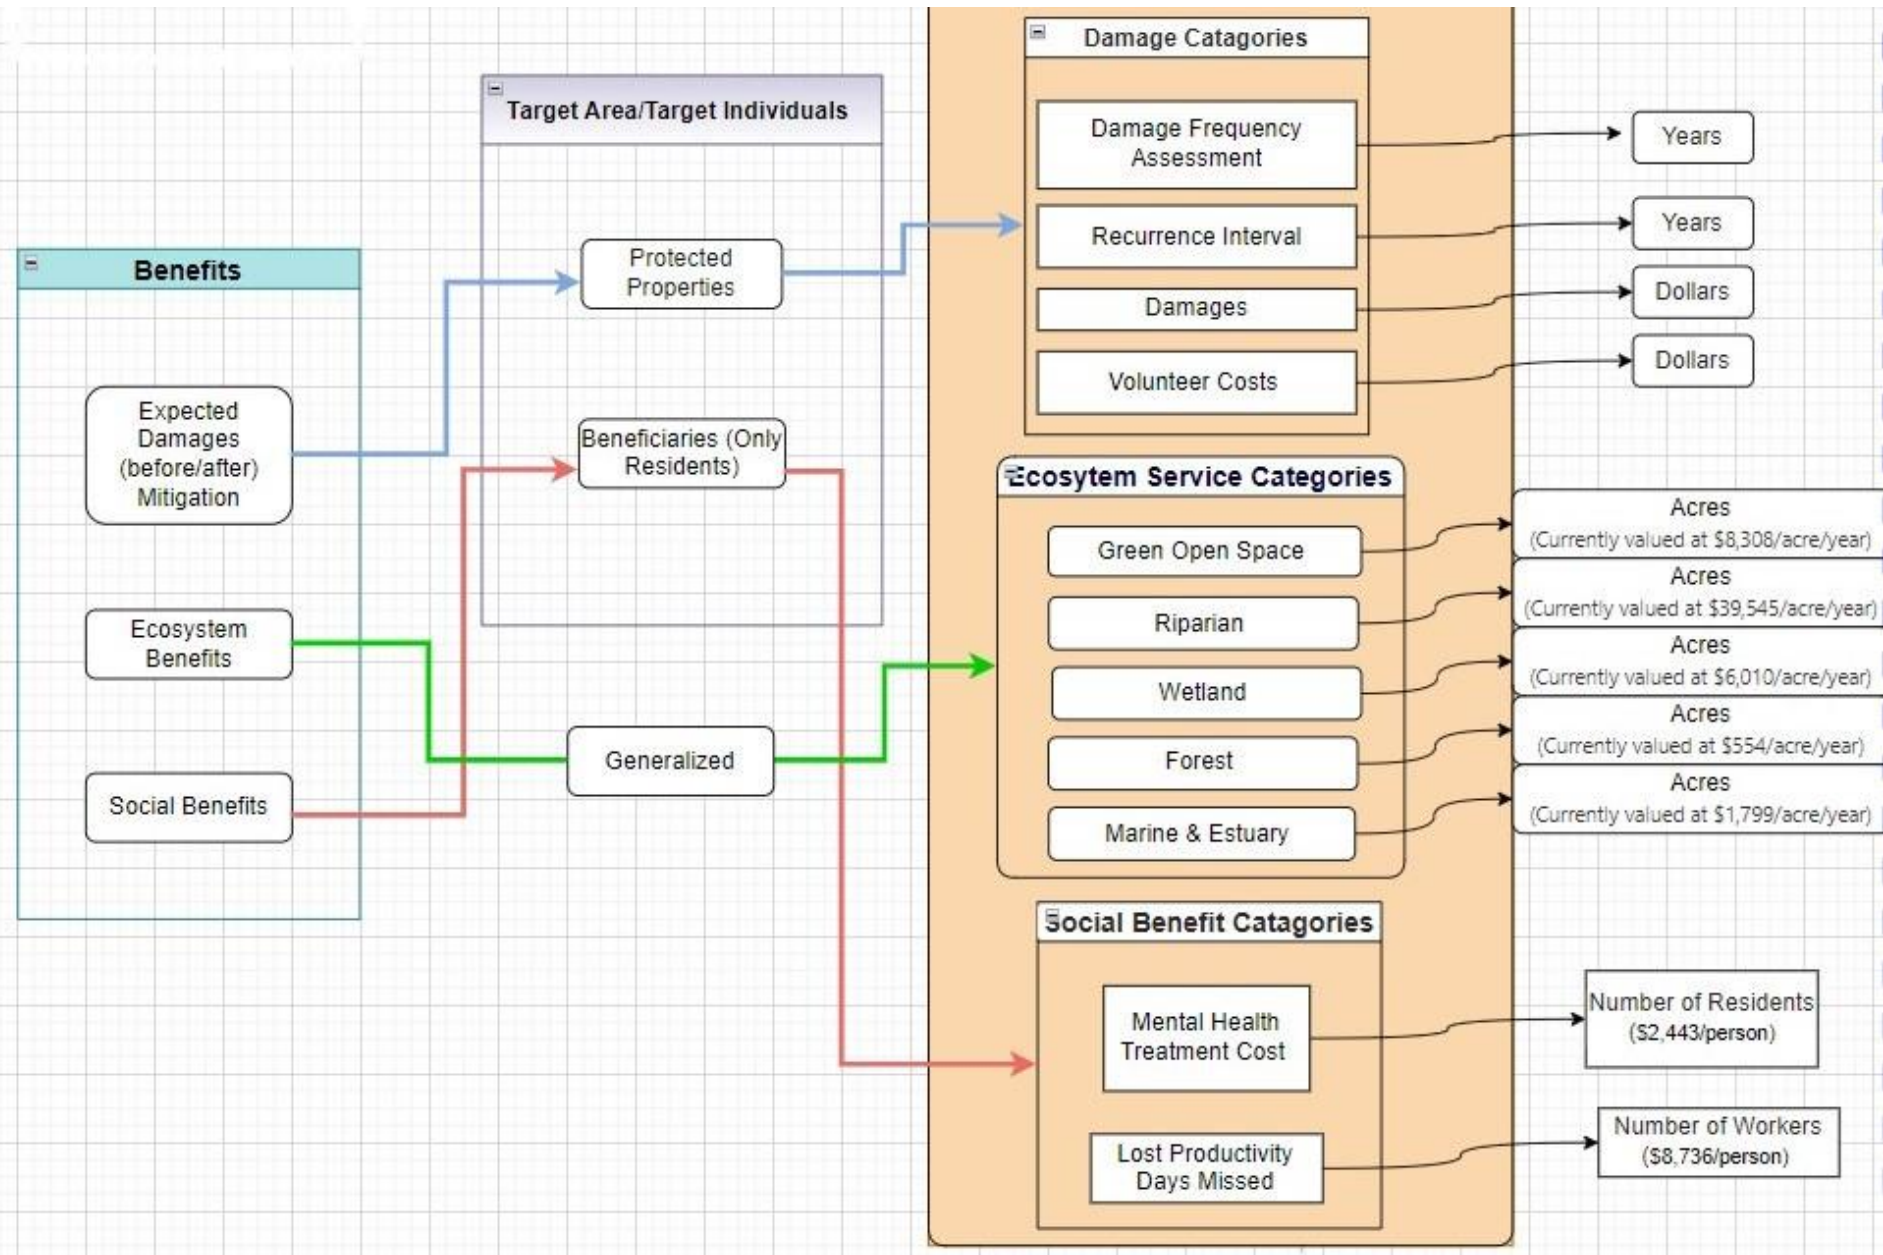 Benefits
Expected
Damages
(before/after)
Mitigation
Ecosystem
Benefits
Social Benefits
Target Area/Target Individuals
Protected
Properties
Beneficiaries (Only
Residents)
Generalized
Damage Catagories
Damage Frequency
Assessment
Recurrence Interval
Damages
Volunteer Costs
Years
Years
Dollars
Dollars
Ecosytem Service Categories
Green Open Space
Riparian
Wetland
Forest
Marine & Estuary
Acres
(Currently valued at $8,308/acre/year)
Acres
(Currently valued at $39,545/acre/year)
Acres
(Currently valued at $6,010/acre/year)
Acres
(Currently valued at $554/acre/year)
Acres
(Currently valued at $1,799/acre/year)
Social Benefit Catagories
Mental Health
Treatment Cost
Lost Productivity
Days Missed
Number of Residents
($2,443/person)
Number of Workers
($8,736/person)